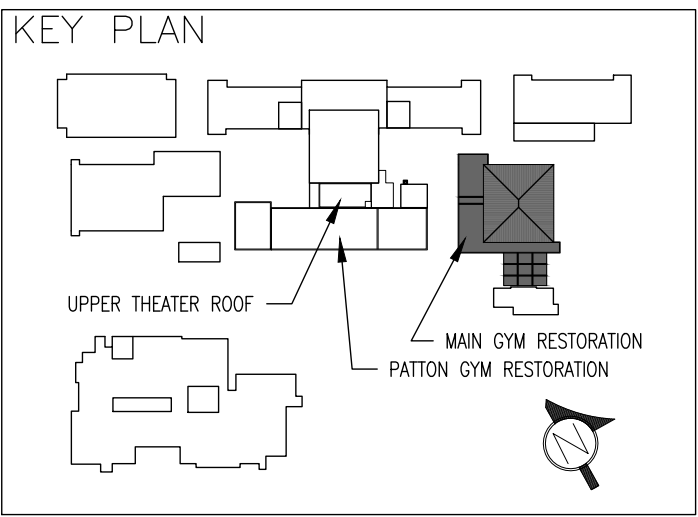 KEY PLAN
UPPER THEATER ROOF
MAIN GYM RESTORATION
PATTON GYM RESTORATION
N